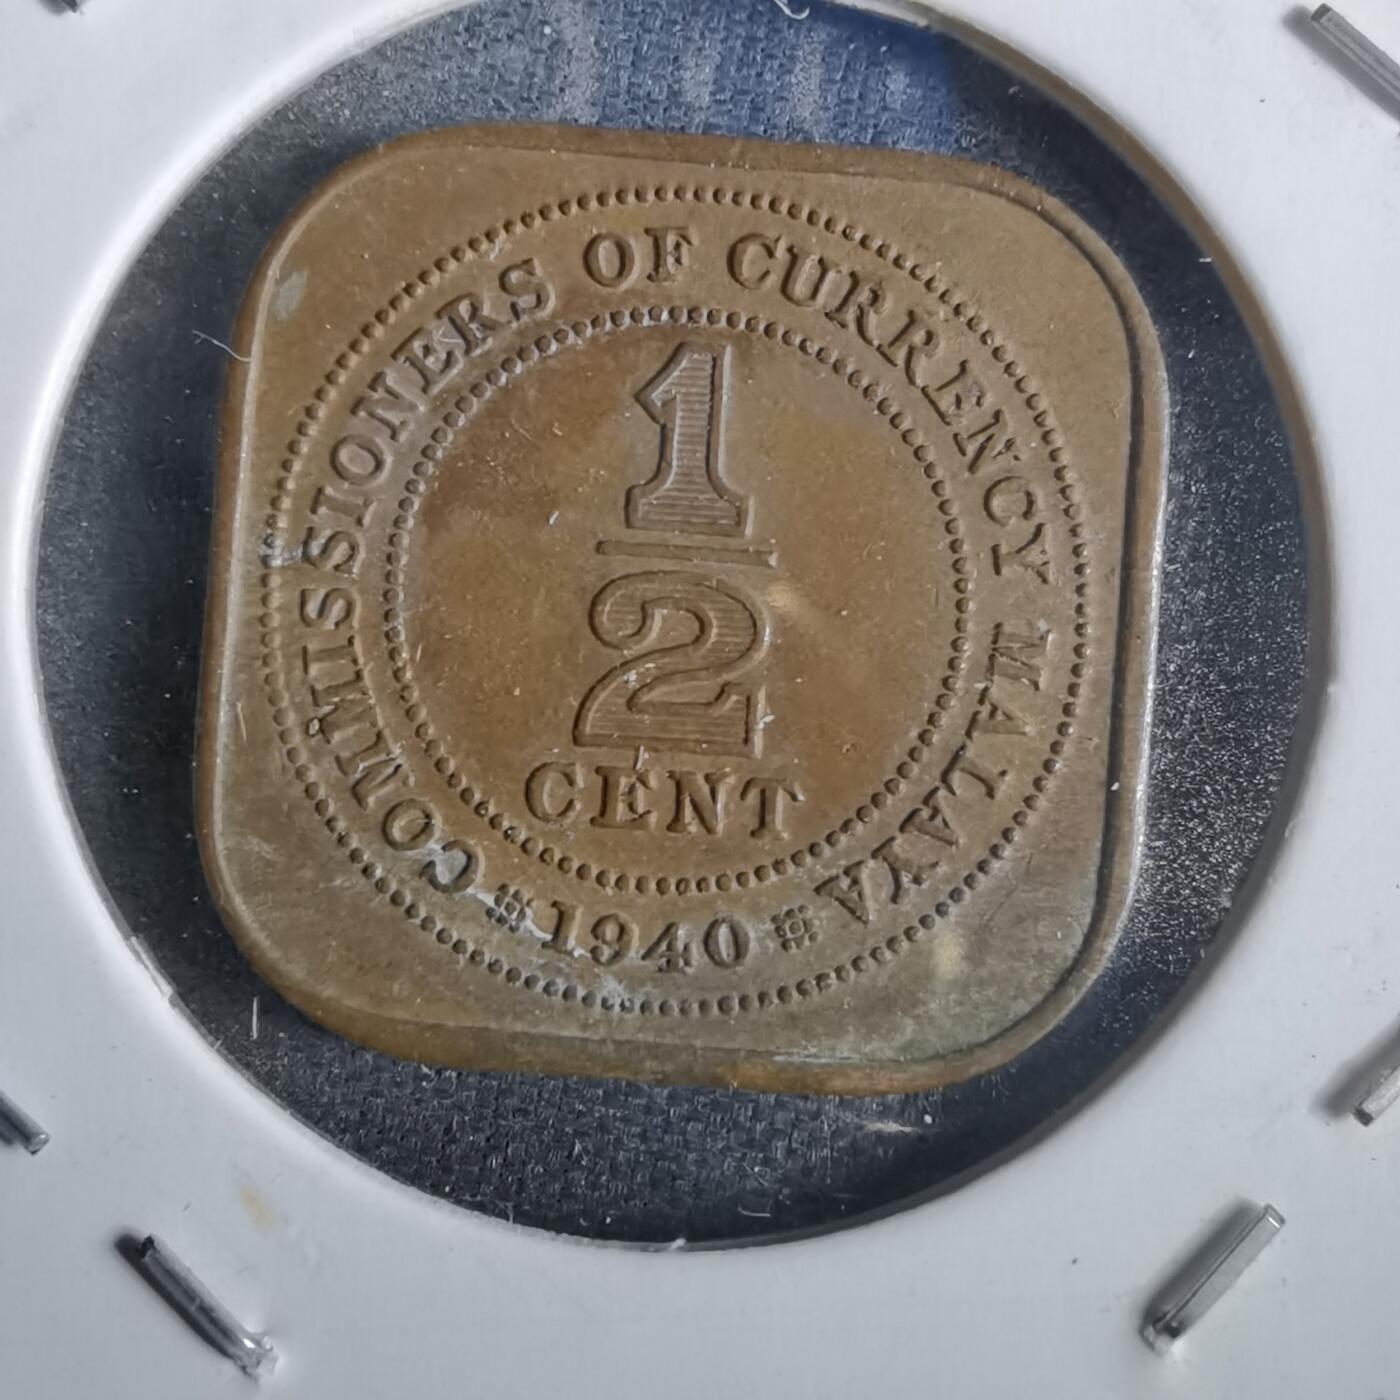 COMMISSIONERS OF CURRENCY MALAYA
1
2
CENT
1940